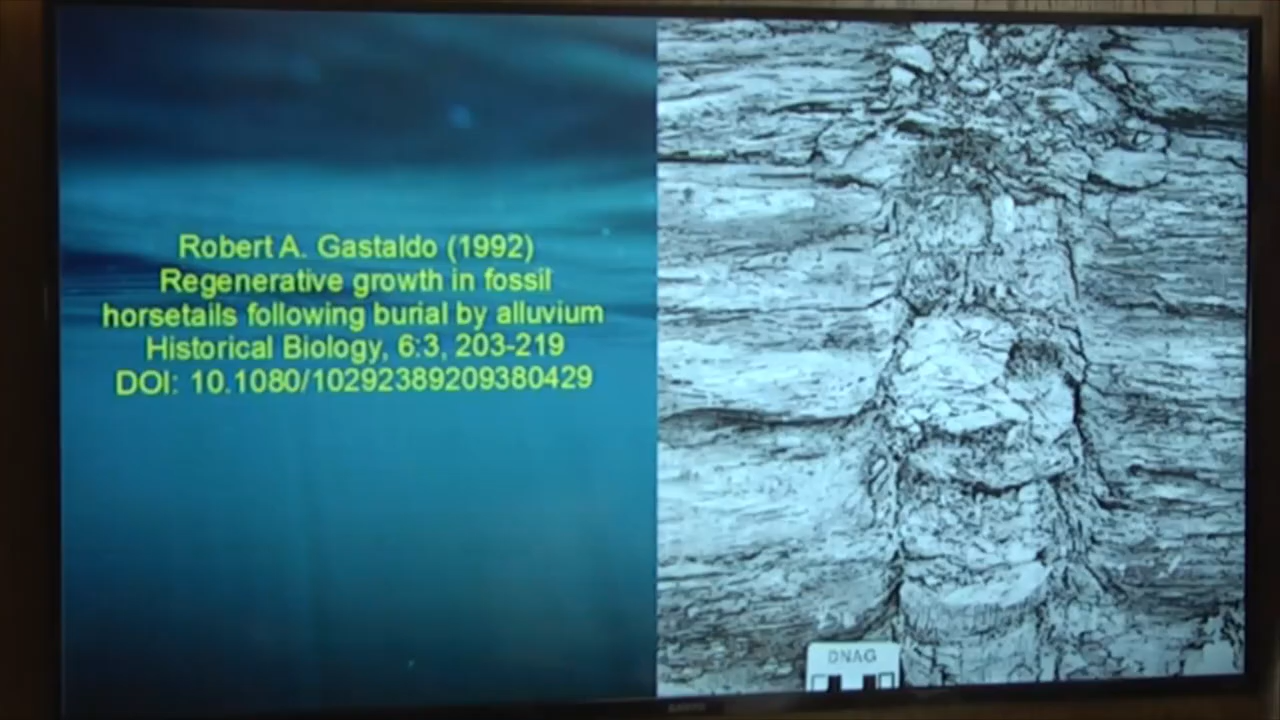 Robert A. Gastaldo (1992)
Regenerative growth in fossil
horsetails following burial by alluvium
Historical Biology, 6:3, 203-219
DOI: 10.1080/10292389209380429
DNAG